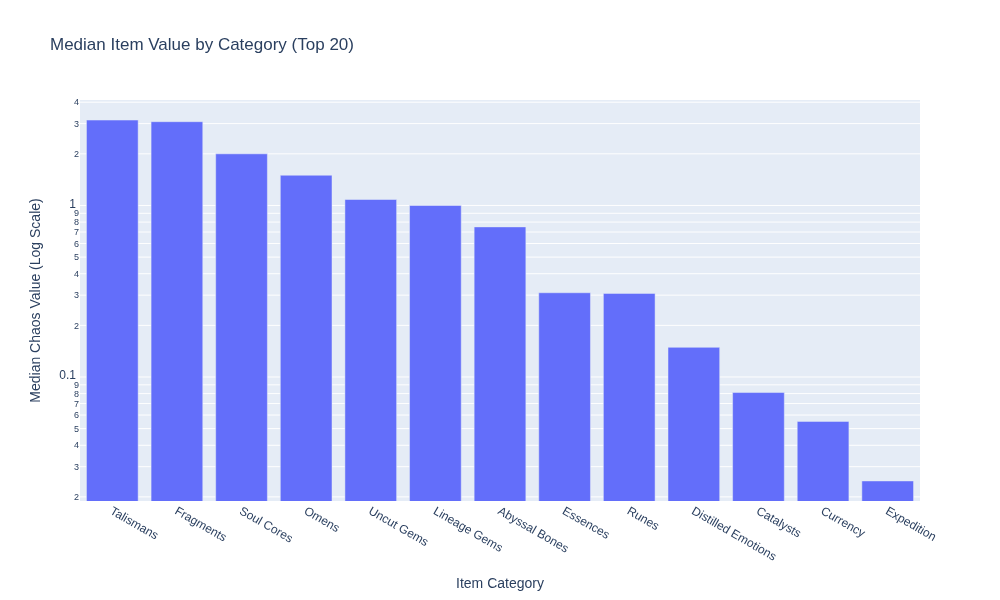 Median Item Value by Category (Top 20)
Median Chaos Value (Log Scale)
4
3
2
1
9
8
7
6
5
4
3
2
0.1
9
8
7
6
5
4
3
2
Talismans
Fragments
Soul Cores
Omens
Uncut Gems
Lineage Gems
Abyssal Bones
Essences
Runes
Distilled Emotions
Catalysts
Currency
Expedition
Item Category